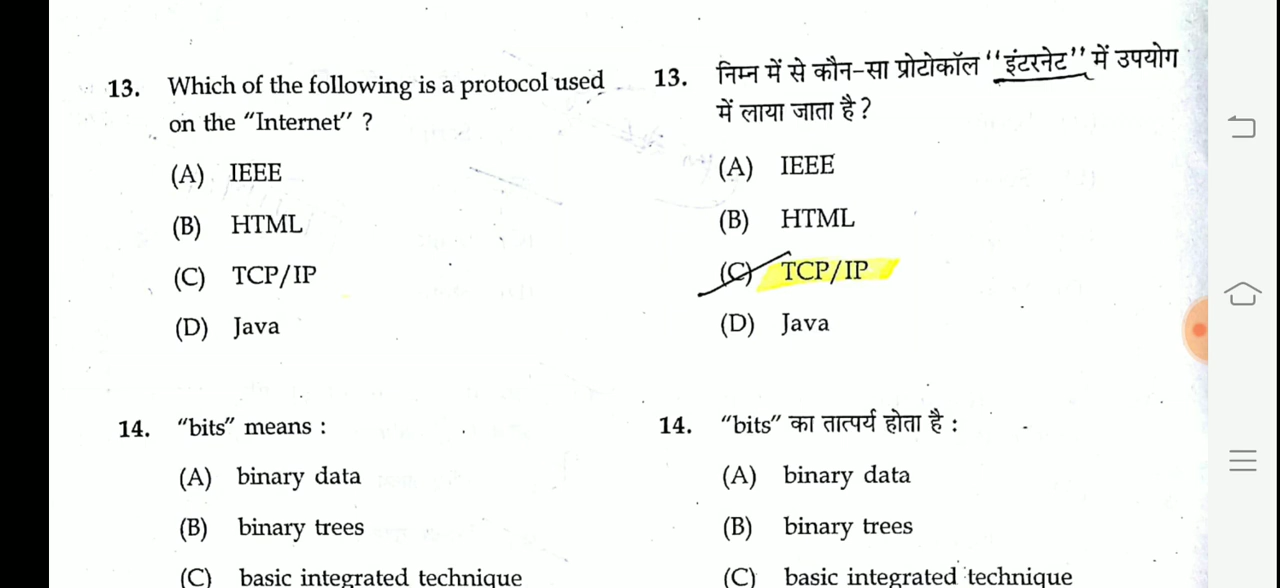 13. Which of the following is a protocol used
on the “Internet” ?
(A) IEEE
(B) HTML
(C) TCP/IP
(D) Java
14. “bits” means :
(A) binary data
(B) binary trees
(C) basic integrated technique
13. निम्न में से कौन-सा प्रोटोकॉल ‘‘इंटरनेट’’ में उपयोग
में लाया जाता है ?
(A) IEEE
(B) HTML
(C) TCP/IP
(D) Java
14. “bits” का तात्पर्य होता है :
(A) binary data
(B) binary trees
(C) basic integrated technique